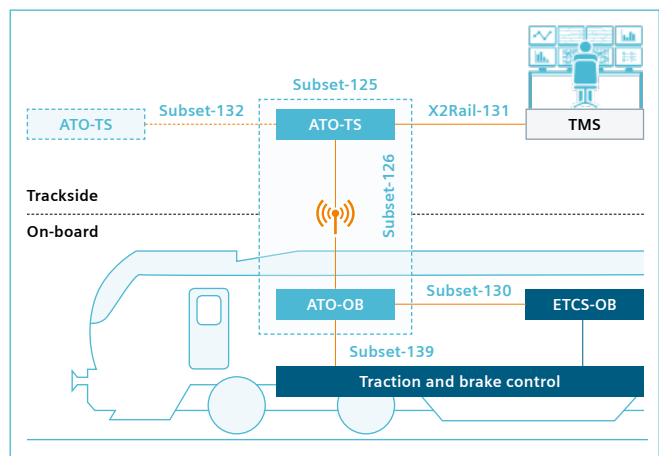 Subset-125
ATO-TS
Subset-132
ATO-TS
X2Rail-131
TMS
Subset-126
Trackside
On-board
ATO-OB
Subset-130
ETCS-OB
Subset-139
Traction and brake control